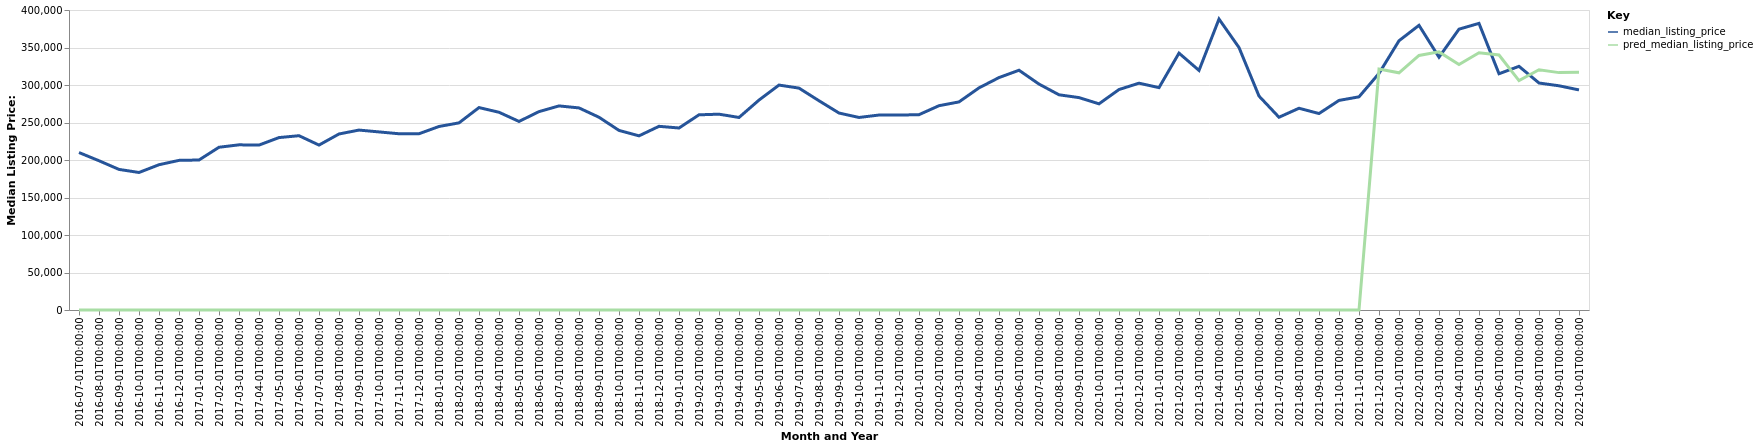 400,000
350,000
300,000
250,000
200,000
150,000
100,000
50,000
0
Median Listing Price:
2016-07-01T00:00:00
2016-08-01T00:00:00
2016-09-01T00:00:00
2016-10-01T00:00:00
2016-11-01T00:00:00
2016-12-01T00:00:00
2017-01-01T00:00:00
2017-02-01T00:00:00
2017-03-01T00:00:00
2017-04-01T00:00:00
2017-05-01T00:00:00
2017-06-01T00:00:00
2017-07-01T00:00:00
2017-08-01T00:00:00
2017-09-01T00:00:00
2017-10-01T00:00:00
2017-11-01T00:00:00
2017-12-01T00:00:00
2018-01-01T00:00:00
2018-02-01T00:00:00
2018-03-01T00:00:00
2018-04-01T00:00:00
2018-05-01T00:00:00
2018-06-01T00:00:00
2018-07-01T00:00:00
2018-08-01T00:00:00
2018-09-01T00:00:00
2018-10-01T00:00:00
2018-11-01T00:00:00
2018-12-01T00:00:00
2019-01-01T00:00:00
2019-02-01T00:00:00
2019-03-01T00:00:00
2019-04-01T00:00:00
2019-05-01T00:00:00
2019-07-01T00:00:00
2019-06-01T00:00:00
2019-08-01T00:00:00
2019-09-01T00:00:00
2019-10-01T00:00:00
2019-11-01T00:00:00
2019-12-01T00:00:00
2020-01-01T00:00:00
2020-02-01T00:00:00
2020-03-01T00:00:00
2020-04-01T00:00:00
2020-05-01T00:00:00
2020-06-01T00:00:00
2020-07-01T00:00:00
2020-08-01T00:00:00
2020-09-01T00:00:00
2020-10-01T00:00:00
2020-11-01T00:00:00
2020-12-01T00:00:00
2021-01-01T00:00:00
2021-02-01T00:00:00
2021-03-01T00:00:00
2021-04-01T00:00:00
2021-05-01T00:00:00
2021-06-01T00:00:00
2021-07-01T00:00:00
2021-08-01T00:00:00
2021-09-01T00:00:00
2021-10-01T00:00:00
2021-11-01T00:00:00
2021-12-01T00:00:00
2022-01-01T00:00:00
2022-02-01T00:00:00
2022-03-01T00:00:00
2022-04-01T00:00:00
2022-05-01T00:00:00
2022-06-01T00:00:00
2022-07-01T00:00:00
2022-08-01T00:00:00
2022-09-01T00:00:00
2022-10-01T00:00:00
Month and Year
Key
median_listing_price
pred_median_listing_price